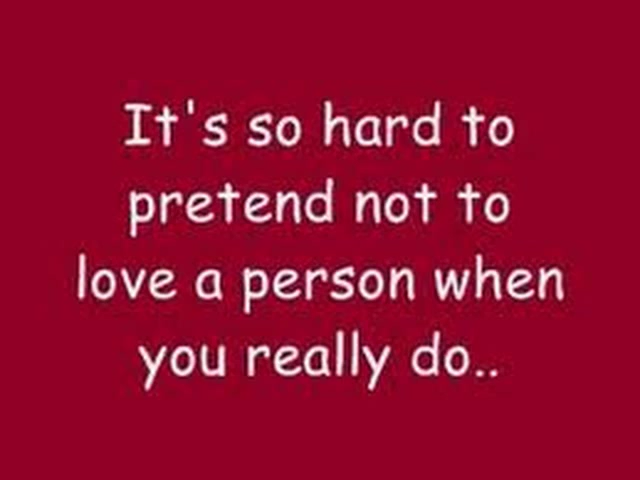 It's so hard to
pretend not to
love a person when
you really do..